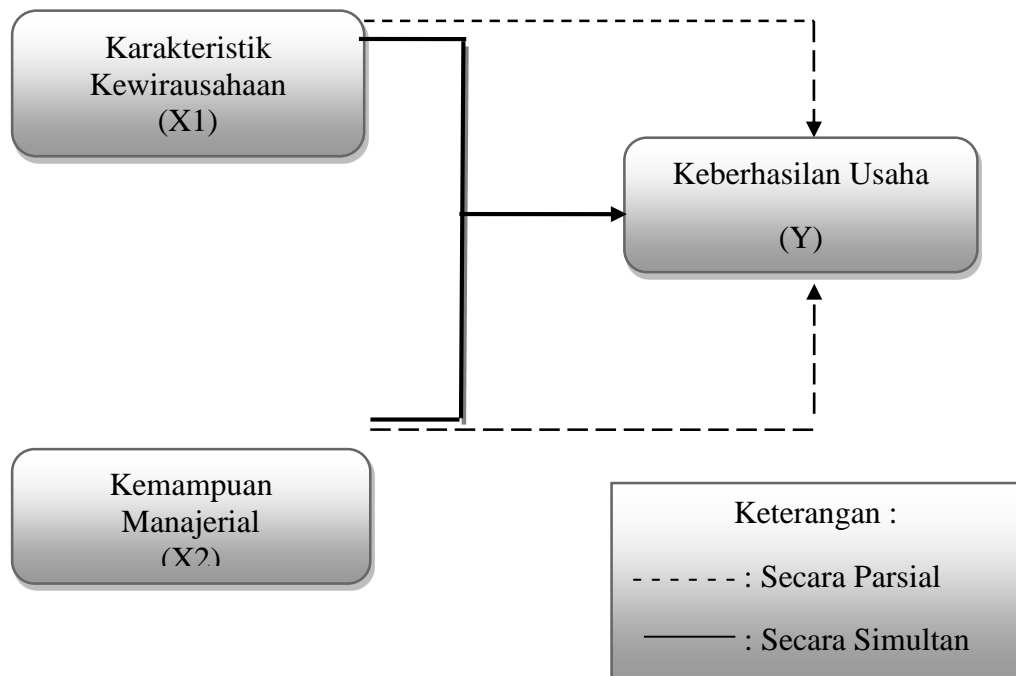 Karakteristik
Kewirausahaan
(X1)
Keberhasilan Usaha
(Y)
Kemampuan
Manajerial
(X2)
Keterangan :
- - - - - - : Secara Parsial
: Secara Simultan